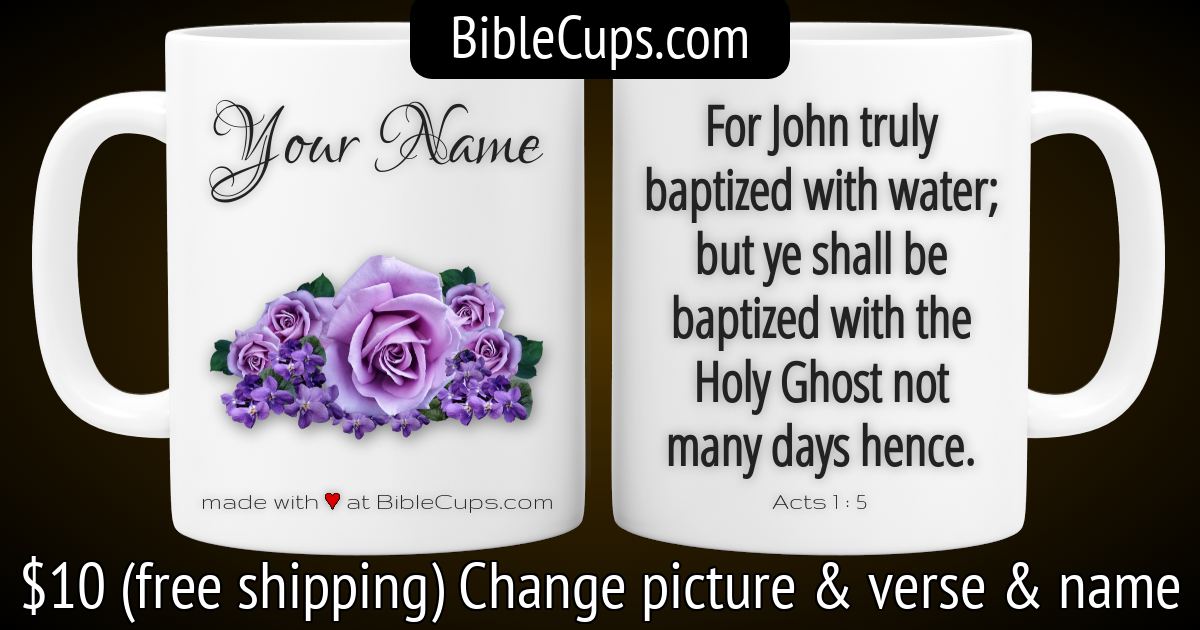 BibleCups.com
Your Name
made with ♥ at BibleCups.com
For John truly
baptized with water;
but ye shall be
baptized with the
Holy Ghost not
many days hence.
Acts 1 : 5
$10 (free shipping) Change picture & verse & name